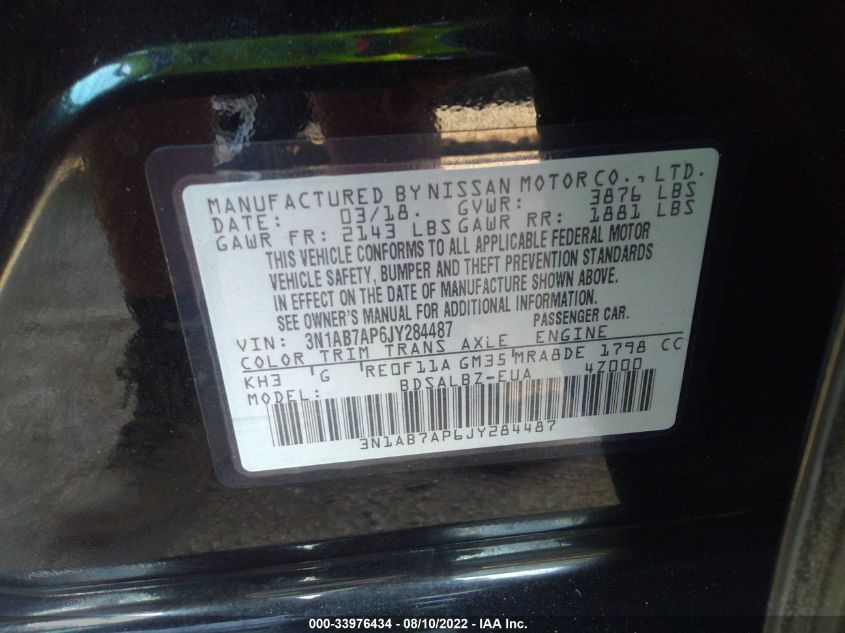 MANUFACTURED BY NISSAN MOTOR CO., LTD.
DATE: 03/18. GVWR: 3876 LBS
GAWR FR: 2143 LBS GAWR RR: 1881 LBS
THIS VEHICLE CONFORMS TO ALL APPLICABLE FEDERAL MOTOR
VEHICLE SAFETY, BUMPER AND THEFT PREVENTION STANDARDS
IN EFFECT ON THE DATE OF MANUFACTURE SHOWN ABOVE.
SEE OWNER'S MANUAL FOR ADDITIONAL INFORMATION.
VIN: 3N1AB7AP6JY284487 PASSENGER CAR.
COLOR TRIM TRANS AXLE ENGINE
KH3 G RE0F11A GM35 MRA8DE 1798 CC
MODEL: BDSALBZ-EUA 4Z000
3N1AB7AP6JY284487
000-33976434 - 08/10/2022 - IAA Inc.